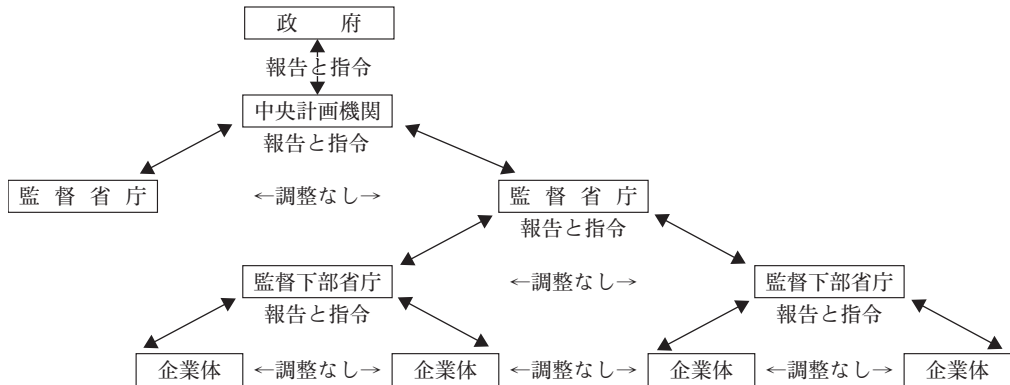 政府
報告と指令
中央計画機関
報告と指令
監督省庁 ←調整なし→ 監督省庁
報告と指令
←調整なし→
監督下部省庁 監督下部省庁
報告と指令 報告と指令
企業体 ←調整なし→ 企業体 ←調整なし→ 企業体 ←調整なし→ 企業体